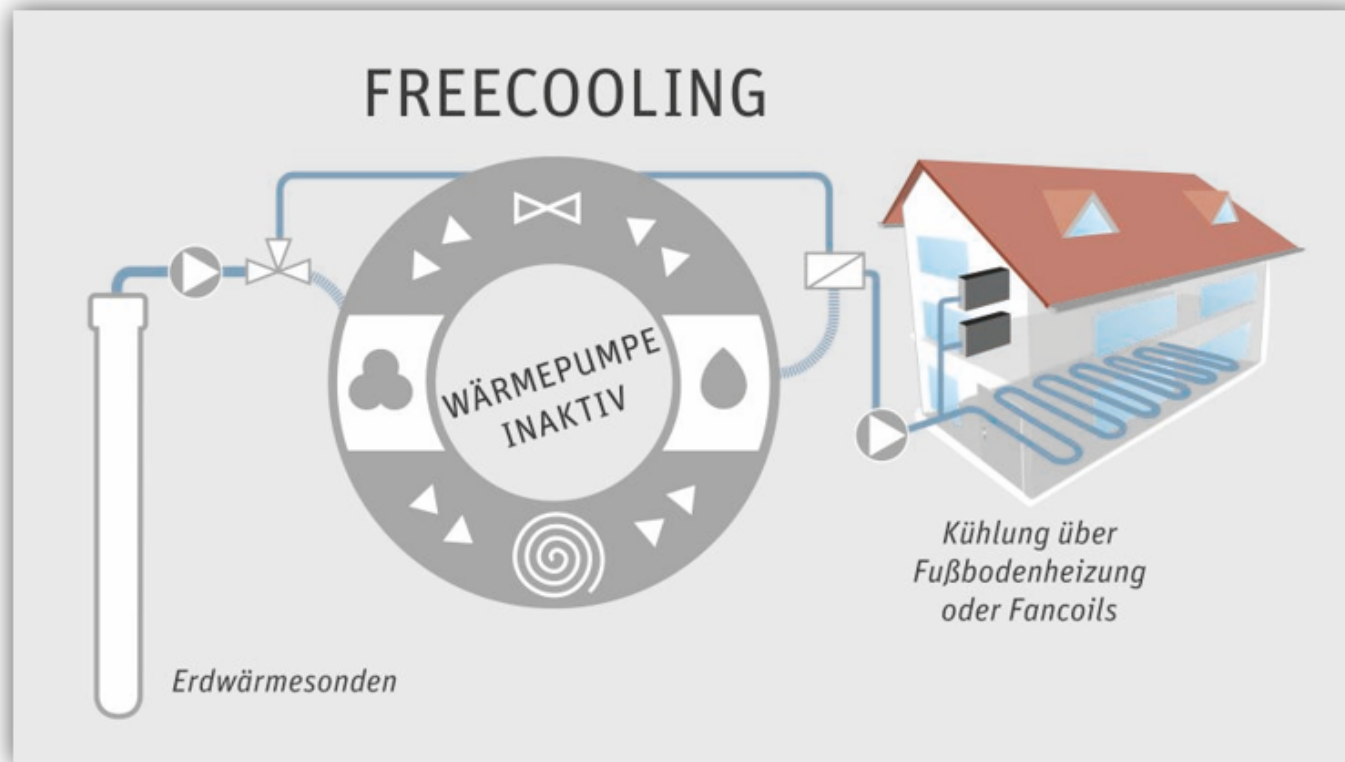 FREECOOLING
WÄRMEPUMPE
INAKTIV
Kühlung über
Fußbodenheizung
oder Fancoils
Erdwärmesonden